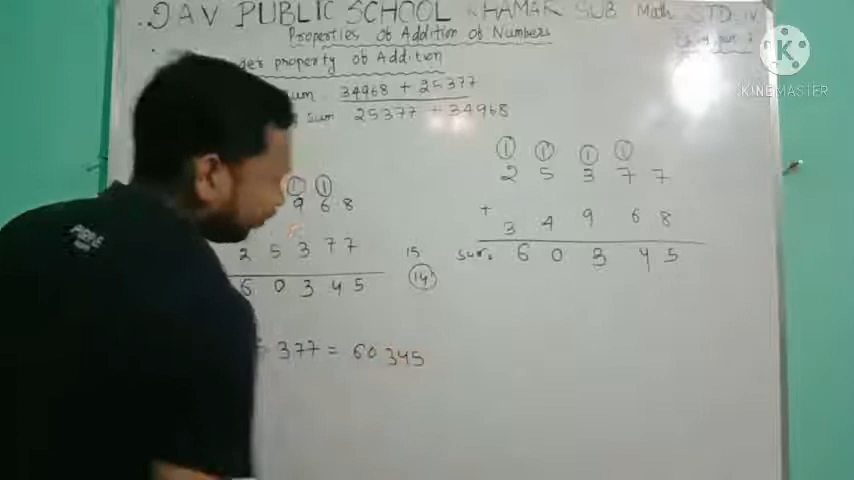 DAV PUBLIC SCHOOL KHAMAR SUB Math STD. IV
Properties of Addition of Numbers
der property of Addition
sum 34968 + 25377
sum 25377 + 34968
K
KINEMASTER
1 1
9 6 8
2 5 3 7 7
6 0 3 4 5
15
14
377 = 60345
1 1 1 1
2 5 3 7 7
+ 3 4 9 6 8
sum = 6 0 3 4 5